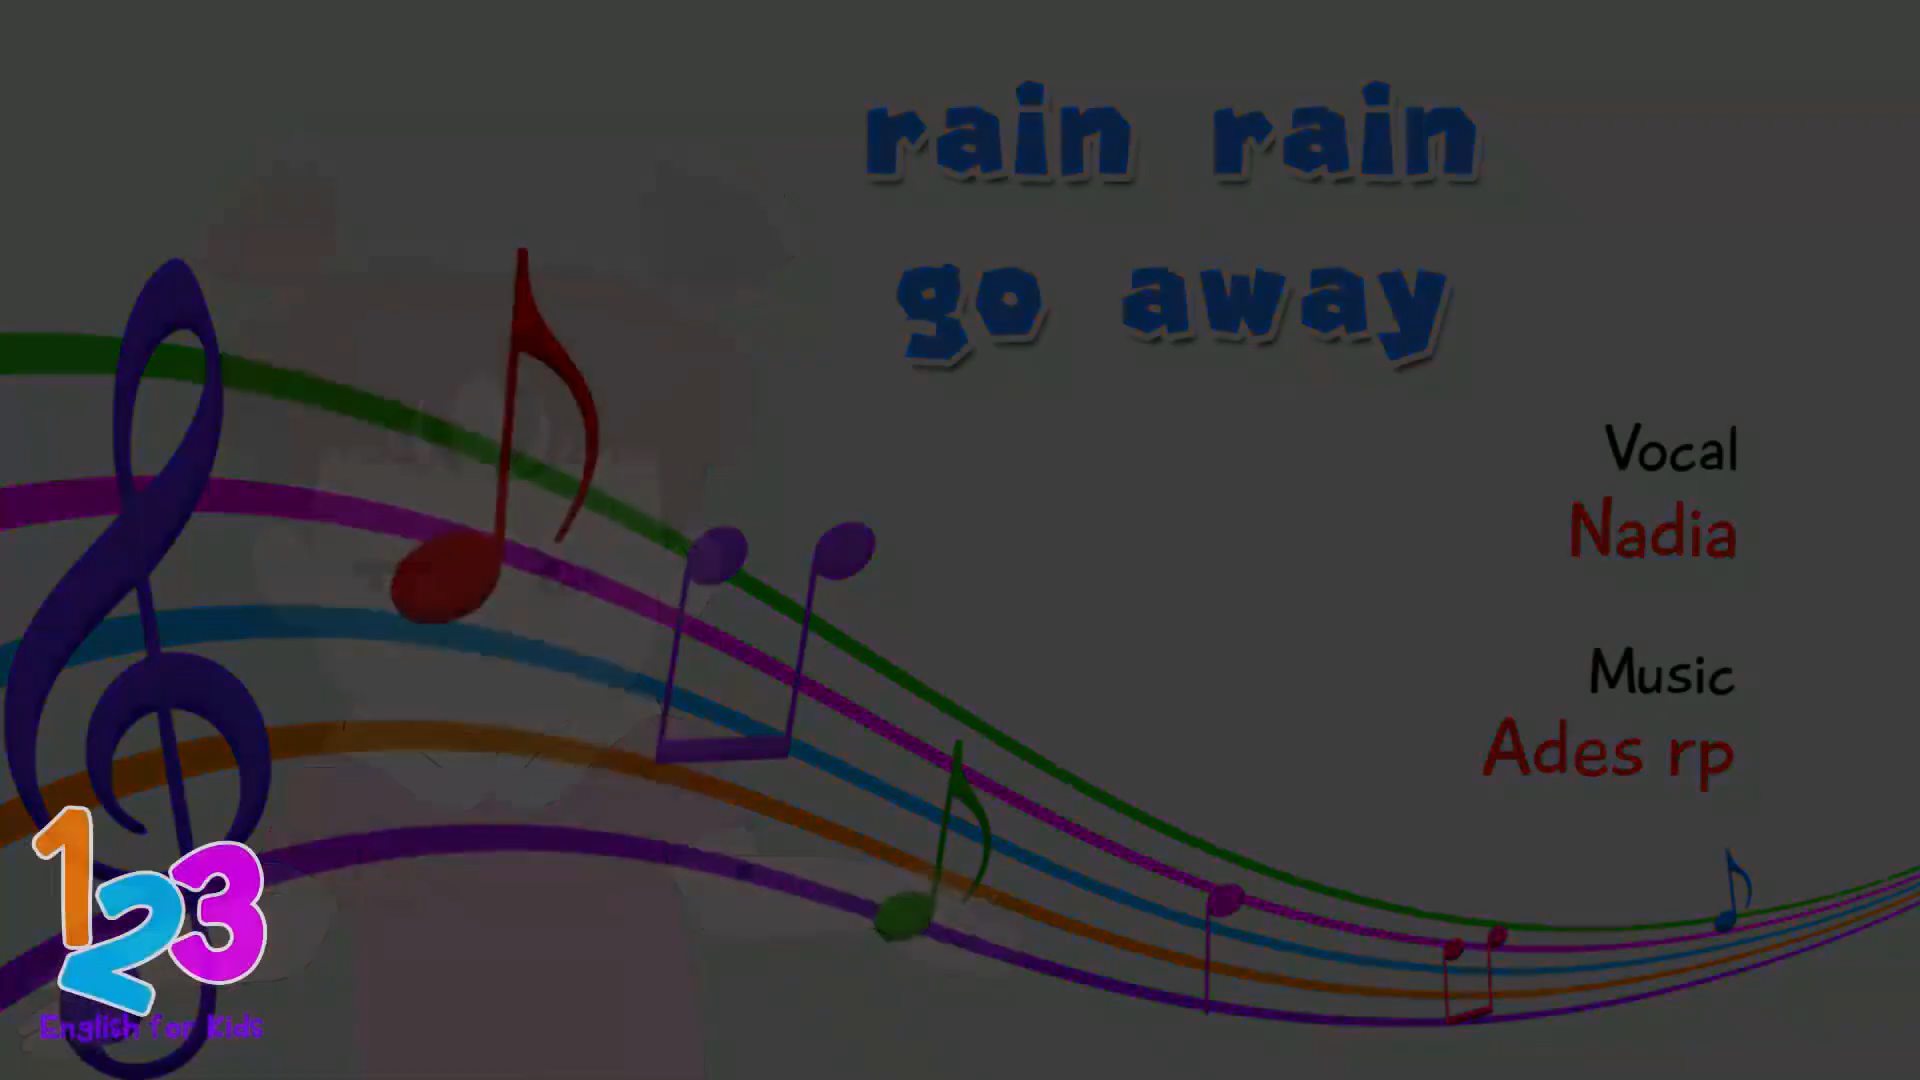 rain rain
go away
Vocal
Nadia
Music
Ades rp
123
English for Kids